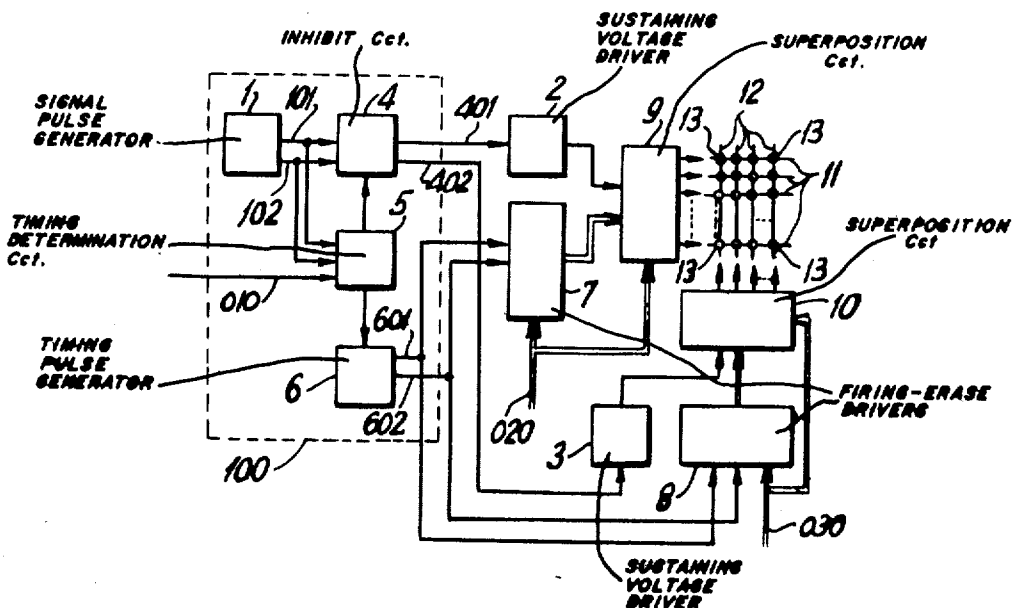 SUSTAINING
VOLTAGE
DRIVER
INHIBIT Cct.
SUPERPOSITION
Cct.
SIGNAL
PULSE
GENERATOR
1
101
4
401
2
9
13
12
13
11
102
402
TIMING
DETERMINATION
Cct.
5
SUPERPOSITION
Cct
13
13
010
7
10
TIMING
PULSE
GENERATOR
601
6
602
020
FIRING-ERASE
DRIVERS
3
8
100
030
SUSTAINING
VOLTAGE
DRIVER